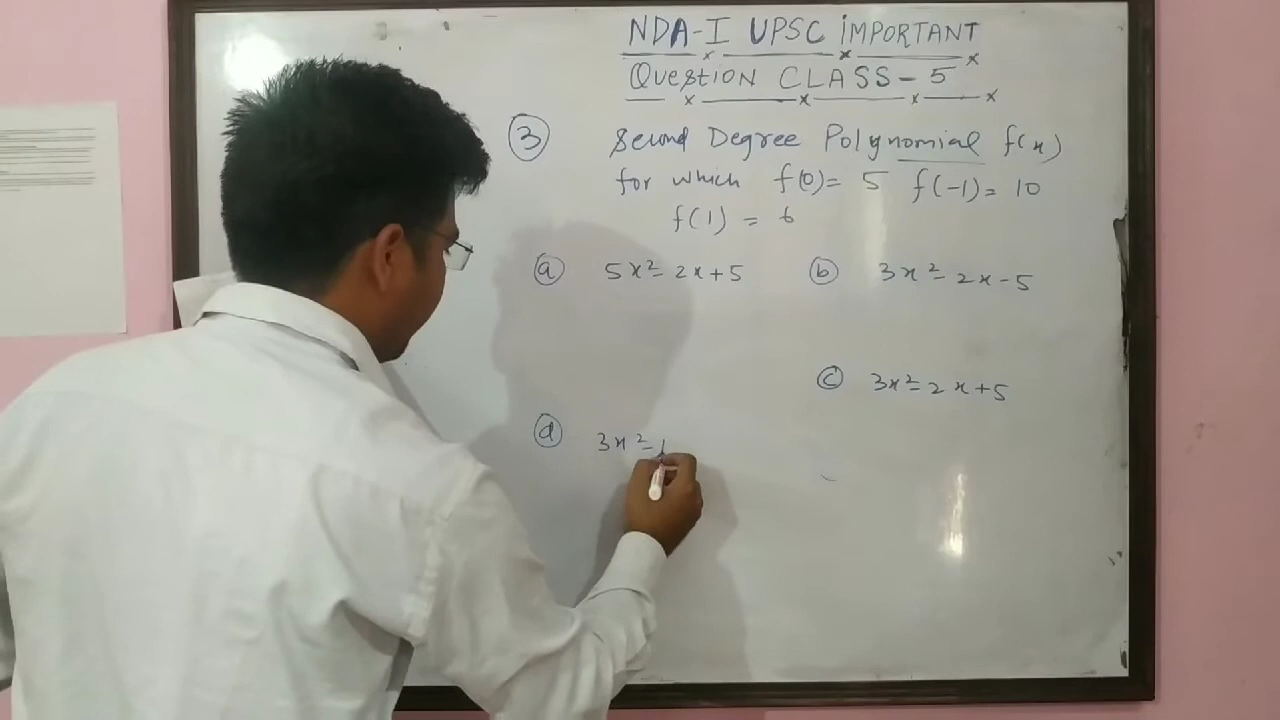 NDA-I UPSC IMPORTANT
QUESTION CLASS-5
③ Second Degree Polynomial f(x)
for which f(0)= 5 f(-1)= 10
f(1) = 6
ⓐ 5x²-2x+5 ⓑ 3x²-2x-5
ⓒ 3x²-2x+5
ⓓ 3x²-